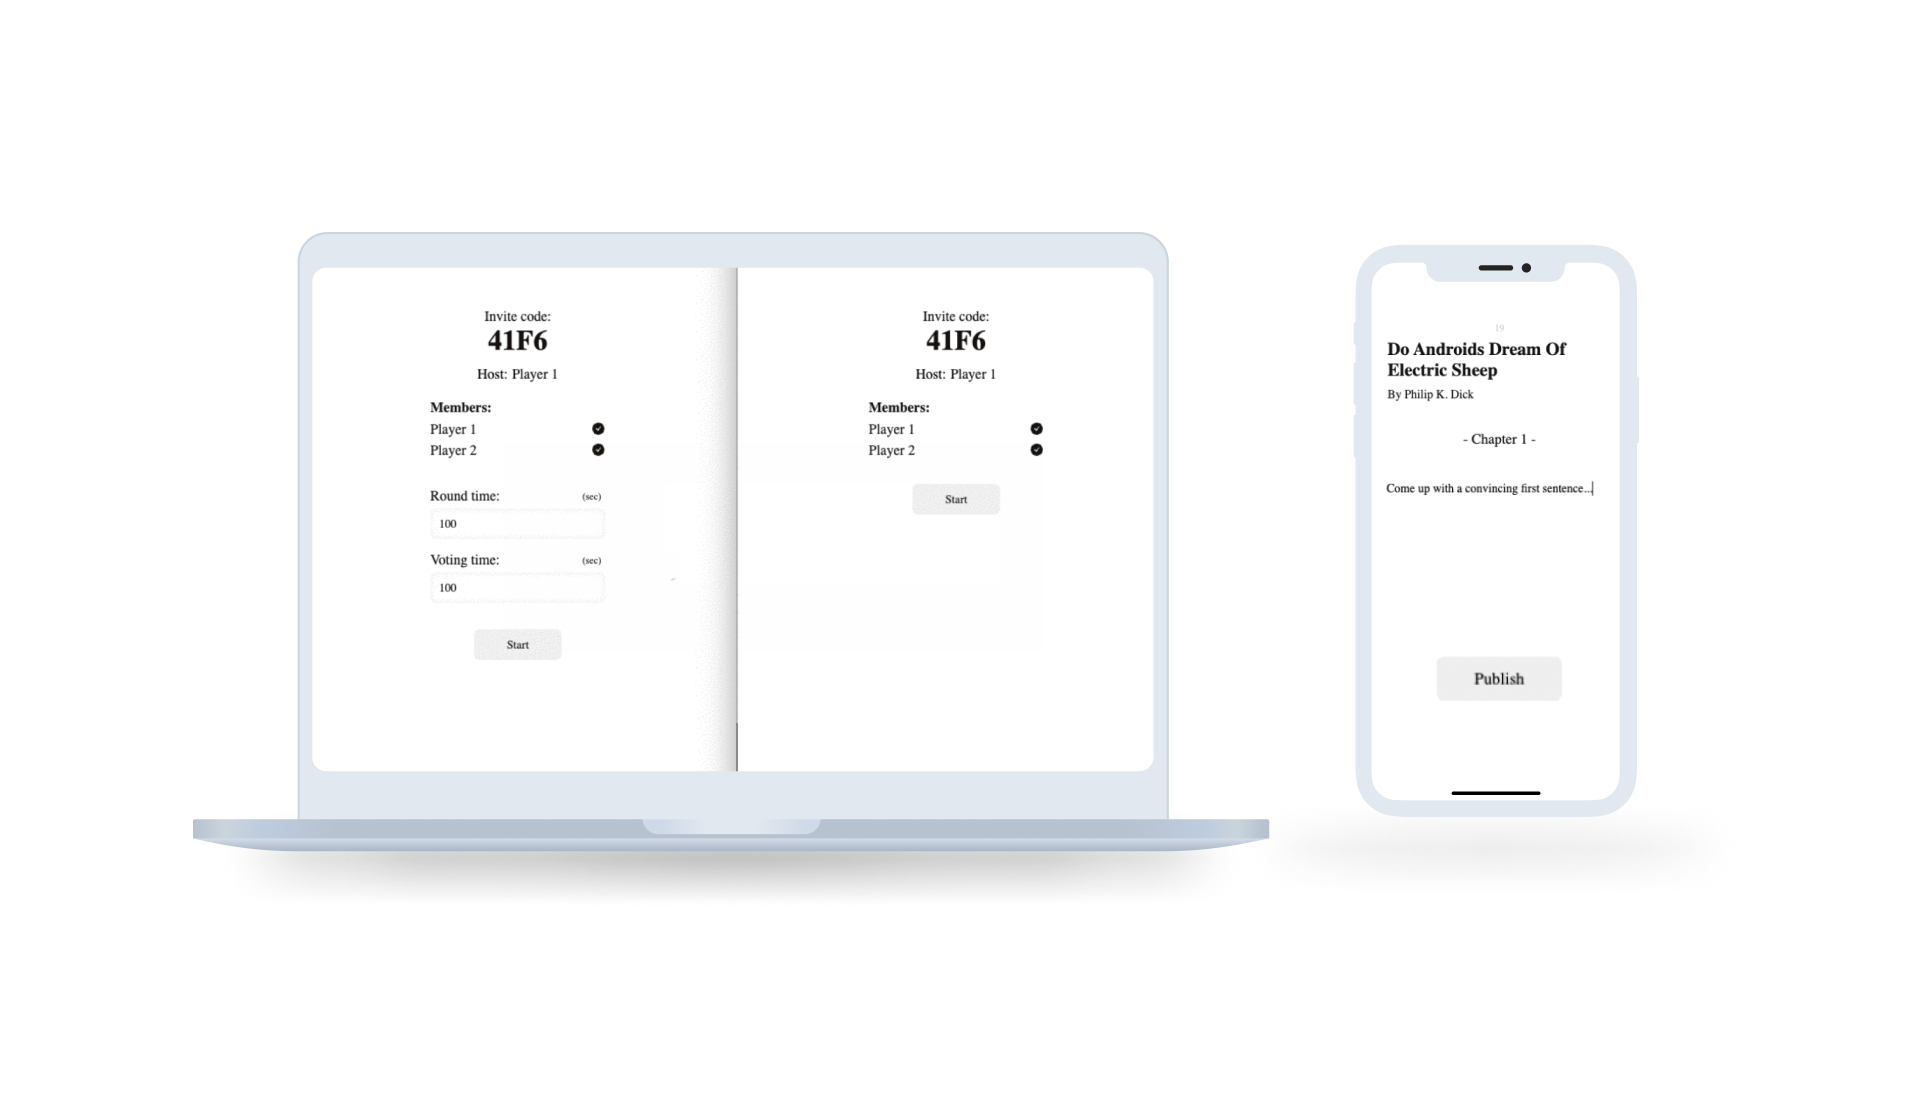 Invite code:
41F6
Host: Player 1
Members:
Player 1
Player 2
Round time: (sec)
100
Voting time: (sec)
100
Start
Invite code:
41F6
Host: Player 1
Members:
Player 1
Player 2
Start
19
Do Androids Dream Of
Electric Sheep
By Philip K. Dick
- Chapter 1 -
Come up with a convincing first sentence...
Publish